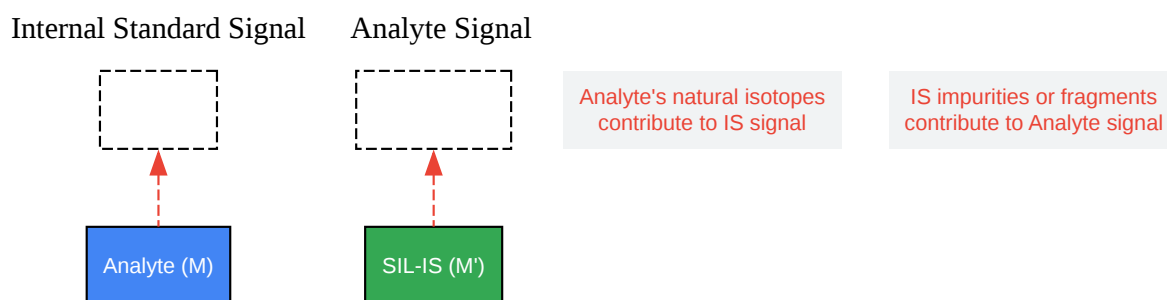 Internal Standard Signal
Analyte Signal
Analyte's natural isotopes
contribute to IS signal
IS impurities or fragments
contribute to Analyte signal
Analyte (M)
SIL-IS (M')